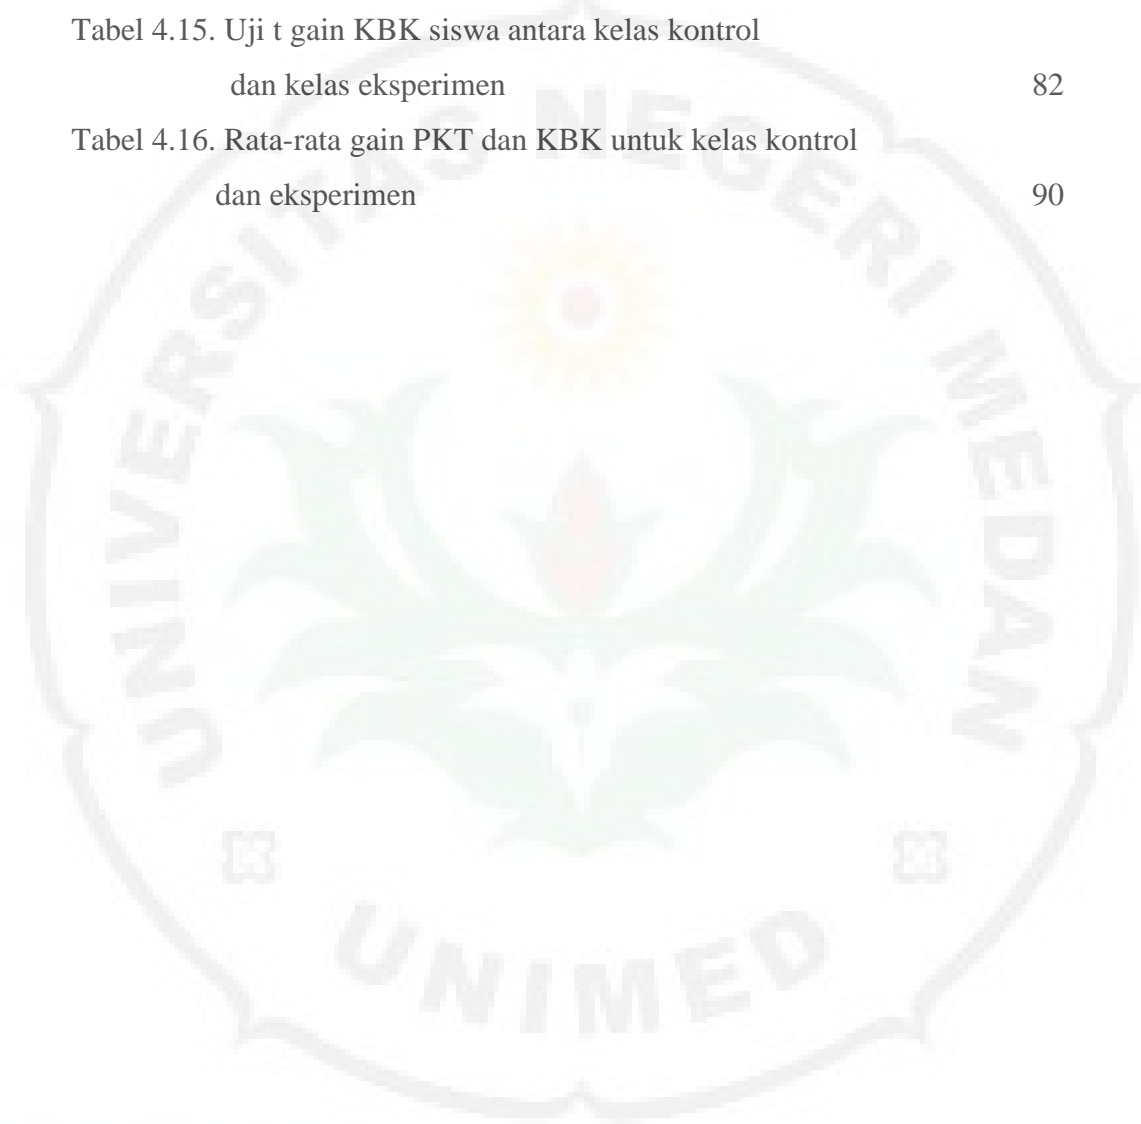 Tabel 4.15. Uji t gain KBK siswa antara kelas kontrol
dan kelas eksperimen 82
Tabel 4.16. Rata-rata gain PKT dan KBK untuk kelas kontrol
dan eksperimen 90
UNIVERSITAS NEGERI MEDAN
UNIMED